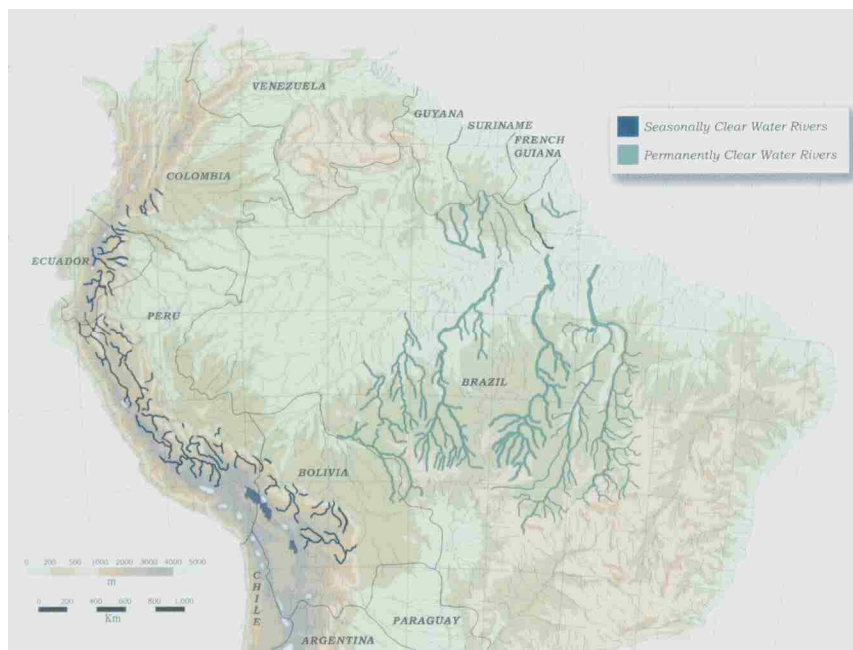 VENEZUELA
GUYANA
SURINAME
FRENCH
GUIANA
Seasonally Clear Water Rivers
Permanently Clear Water Rivers
COLOMBIA
ECUADOR
PERU
BRAZIL
BOLIVIA
0 200 500 1000 2000 3000 4000 5000
m
0 200 400 600 800 1,000
Km
CHILE
PARAGUAY
ARGENTINA